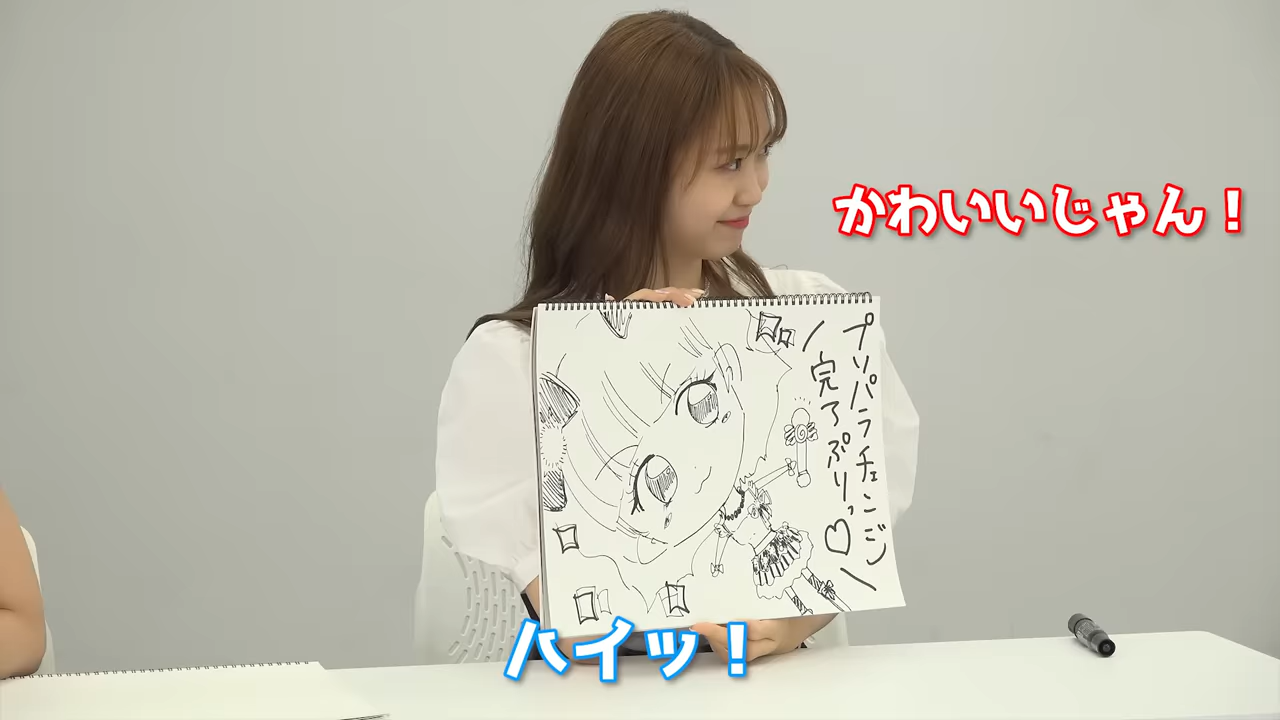 かわいいじゃん！
プリパラチェンジ
完了ぷりっ♡
ハイッ！